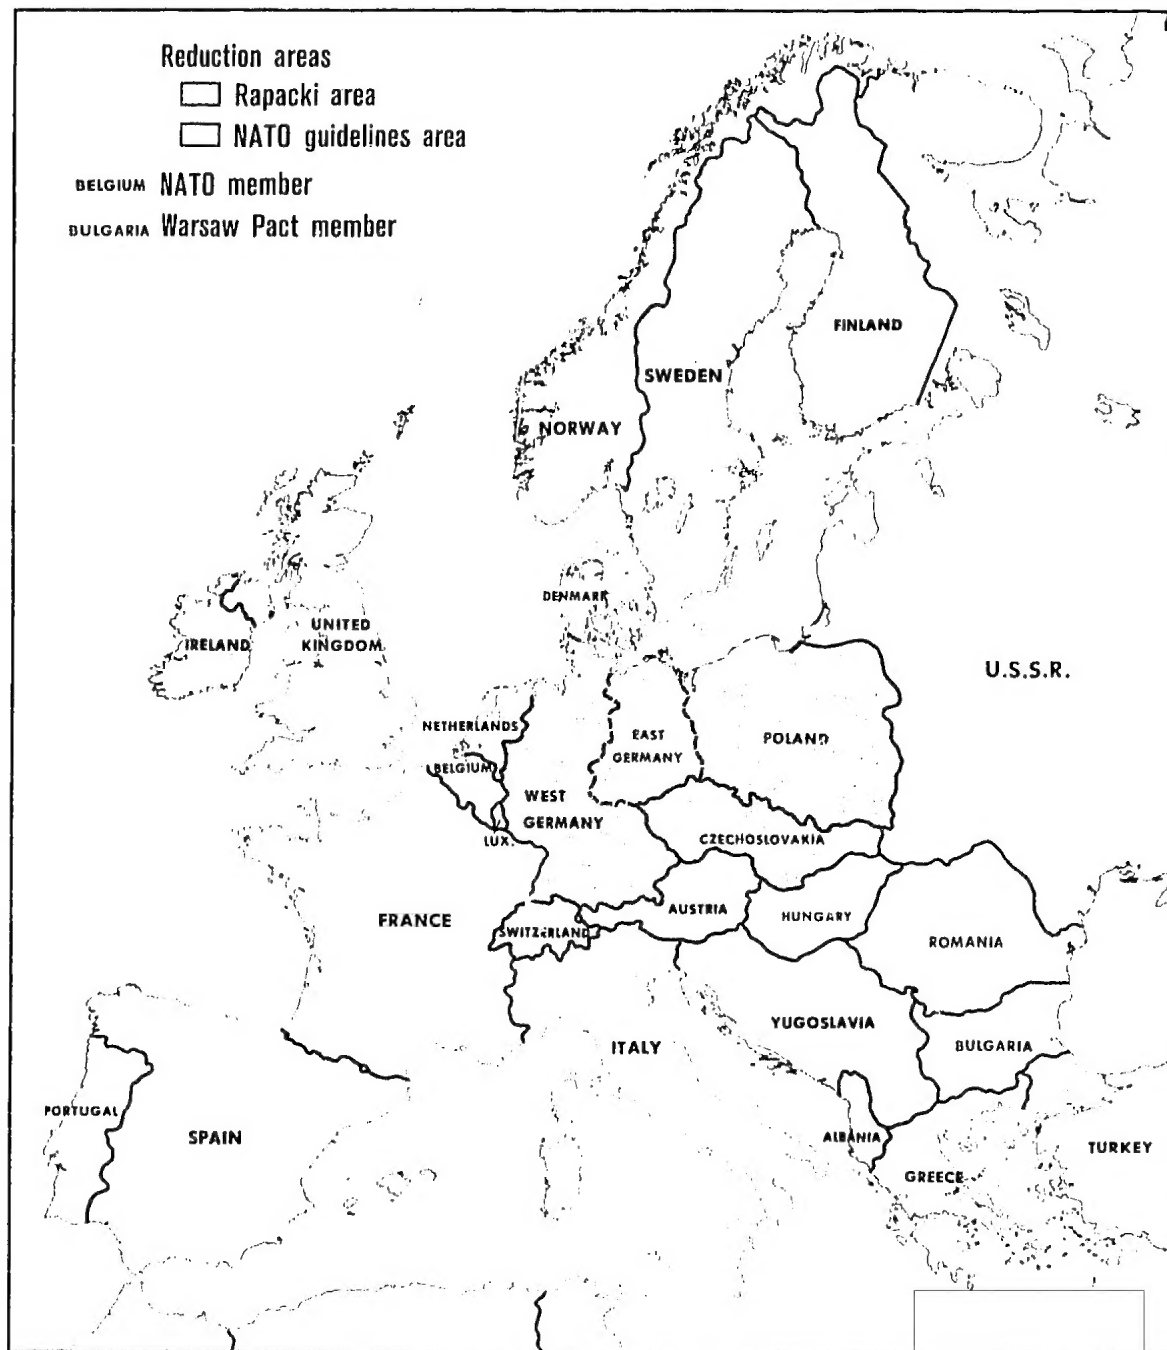 Reduction areas
Rapacki area
NATO guidelines area
BELGIUM NATO member
BULGARIA Warsaw Pact member
FINLAND
SWEDEN
NORWAY
DENMARK
UNITED
KINGDOM
IRELAND
U.S.S.R.
NETHERLANDS
EAST
GERMANY
POLAND
BELGIUM
WEST
GERMANY
LUX.
CZECHOSLOVAKIA
FRANCE
SWITZERLAND
AUSTRIA
HUNGARY
ROMANIA
YUGOSLAVIA
ITALY
BULGARIA
PORTUGAL
SPAIN
ALBANIA
GREECE
TURKEY